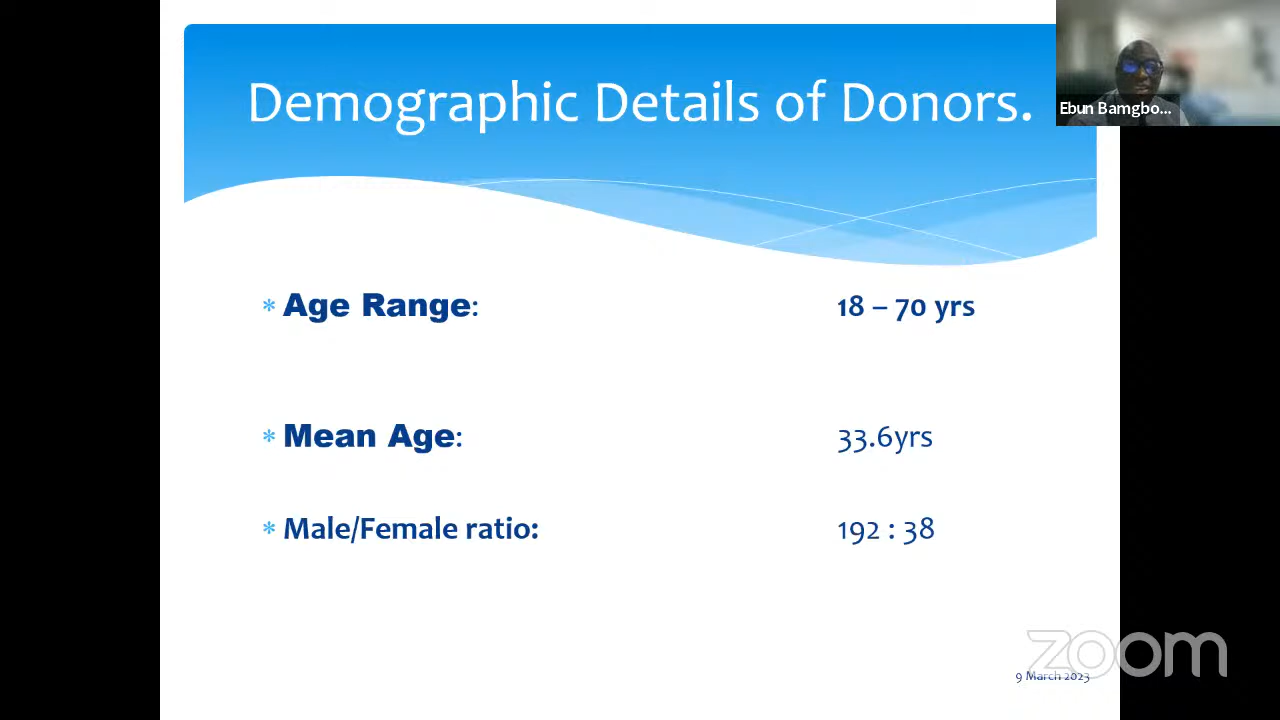 Demographic Details of Donors.
Ebun Bamgbo...
* Age Range: 18 – 70 yrs
* Mean Age: 33.6yrs
* Male/Female ratio: 192 : 38
zoom
9 March 2023